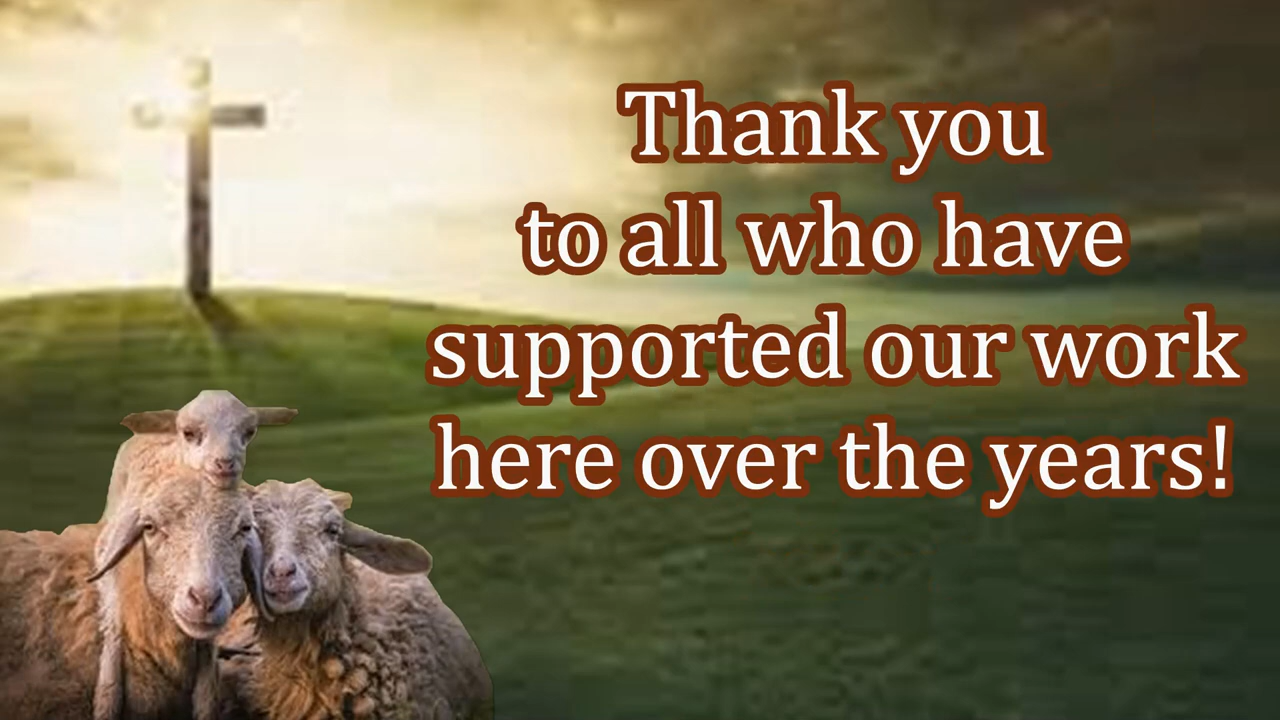 Thank you
to all who have
supported our work
here over the years!